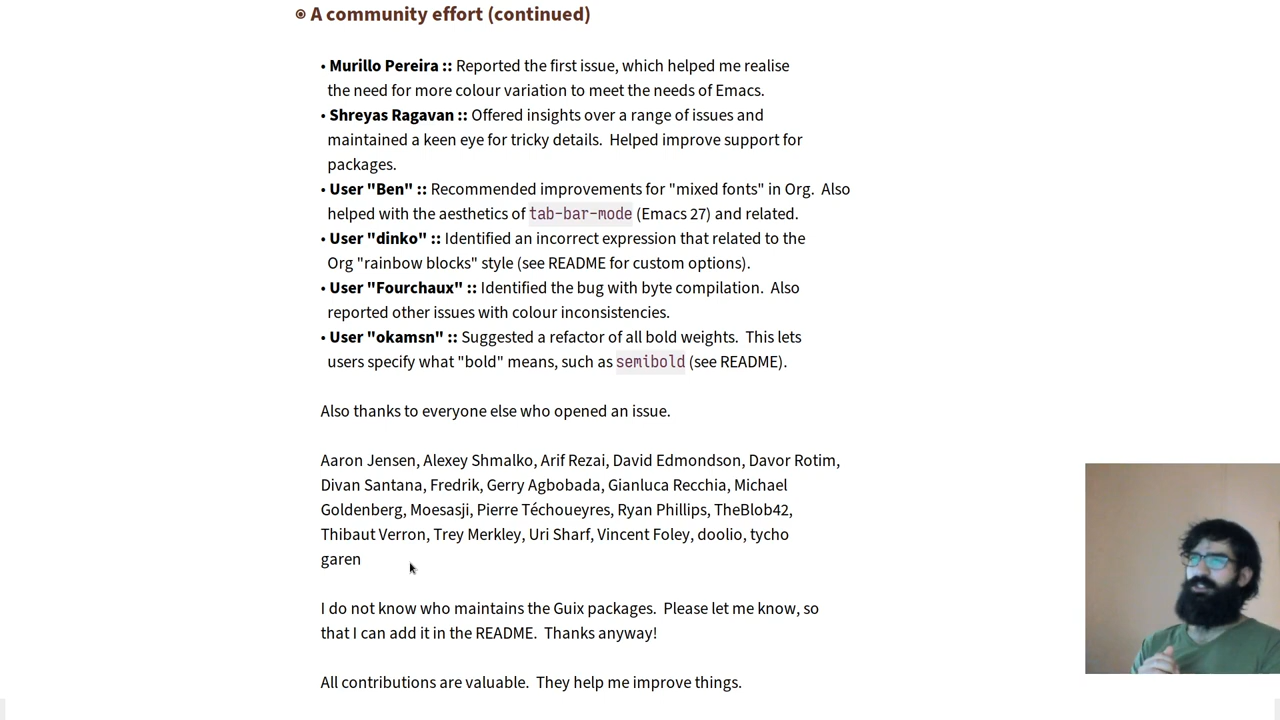 ◉ A community effort (continued)
• Murillo Pereira :: Reported the first issue, which helped me realise
the need for more colour variation to meet the needs of Emacs.
• Shreyas Ragavan :: Offered insights over a range of issues and
maintained a keen eye for tricky details.  Helped improve support for
packages.
• User "Ben" :: Recommended improvements for "mixed fonts" in Org.  Also
helped with the aesthetics of tab-bar-mode (Emacs 27) and related.
• User "dinko" :: Identified an incorrect expression that related to the
Org "rainbow blocks" style (see README for custom options).
• User "Fourchaux" :: Identified the bug with byte compilation.  Also
reported other issues with colour inconsistencies.
• User "okamsn" :: Suggested a refactor of all bold weights.  This lets
users specify what "bold" means, such as semibold (see README).
Also thanks to everyone else who opened an issue.
Aaron Jensen, Alexey Shmalko, Arif Rezai, David Edmondson, Davor Rotim,
Divan Santana, Fredrik, Gerry Agbobada, Gianluca Recchia, Michael
Goldenberg, Moesasji, Pierre Téchoueyres, Ryan Phillips, TheBlob42,
Thibaut Verron, Trey Merkley, Uri Sharf, Vincent Foley, doolio, tycho
garen
I do not know who maintains the Guix packages.  Please let me know, so
that I can add it in the README.  Thanks anyway!
All contributions are valuable.  They help me improve things.